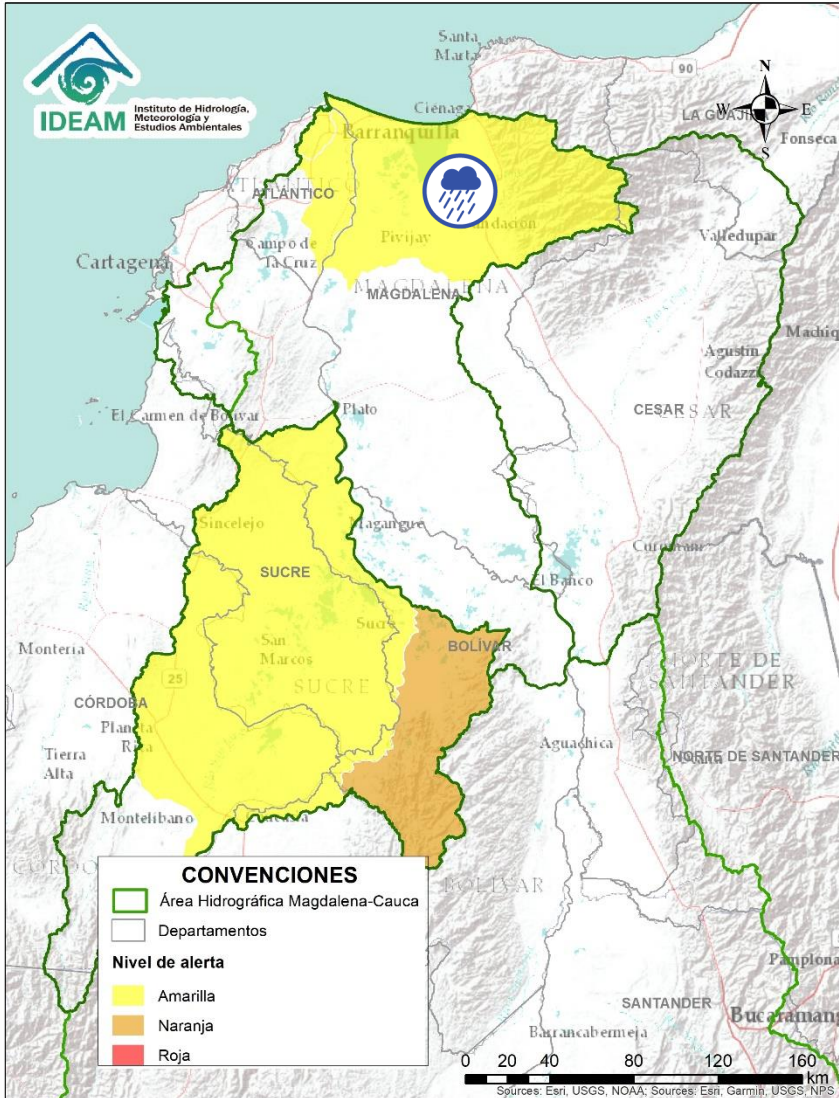 IDEAM
Instituto de Hidrología,
Meteorología y
Estudios Ambientales
Santa
Marta
90
N
W
E
S
Ciénaga
LA GUAJI
Fonseca
Barranquilla
ATLÁNTICO
Campo de
la Cruz
Pivijay
Valledupar
Cartagena
MAGDALENA
MAGDALENA
Machiq
Agustín
Codazzi
El Carmen de Bolívar
Plato
CESAR
CESAR
Sincelejo
Magangué
SUCRE
El Banco
Sucre
BOLÍVAR
Montería
San
Marcos
25
SUCRE
NORTE DE
SANTANDER
CÓRDOBA
Planeta
Rica
Tierra
Alta
Aguachica
NORTE DE SANTANDER
Montelíbano
BOLÍVAR
CONVENCIONES
Área Hidrográfica Magdalena-Cauca
Departamentos
Nivel de alerta
Amarilla
Naranja
Roja
Pamplona
SANTANDER
Bucaramang
Barrancabermeja
0 20 40 80 120 160
km
Sources: Esri, USGS, NOAA; Sources: Esri, Garmin, USGS, NPS